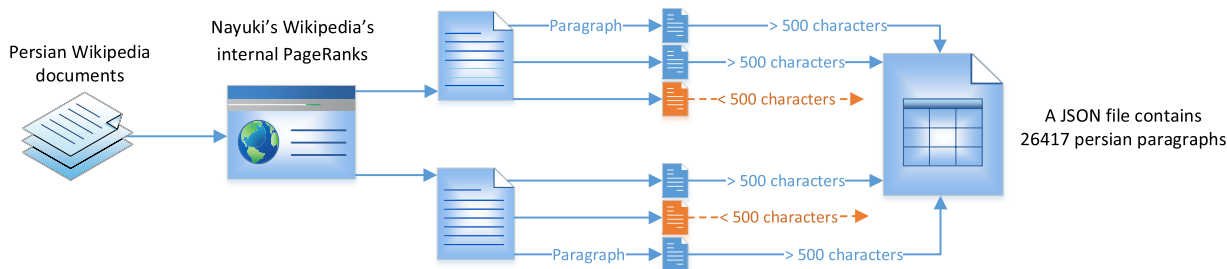 Persian Wikipedia
documents
Nayuki's Wikipedia's
internal PageRanks
Paragraph
> 500 characters
> 500 characters
< 500 characters
> 500 characters
< 500 characters
Paragraph
> 500 characters
A JSON file contains
26417 persian paragraphs